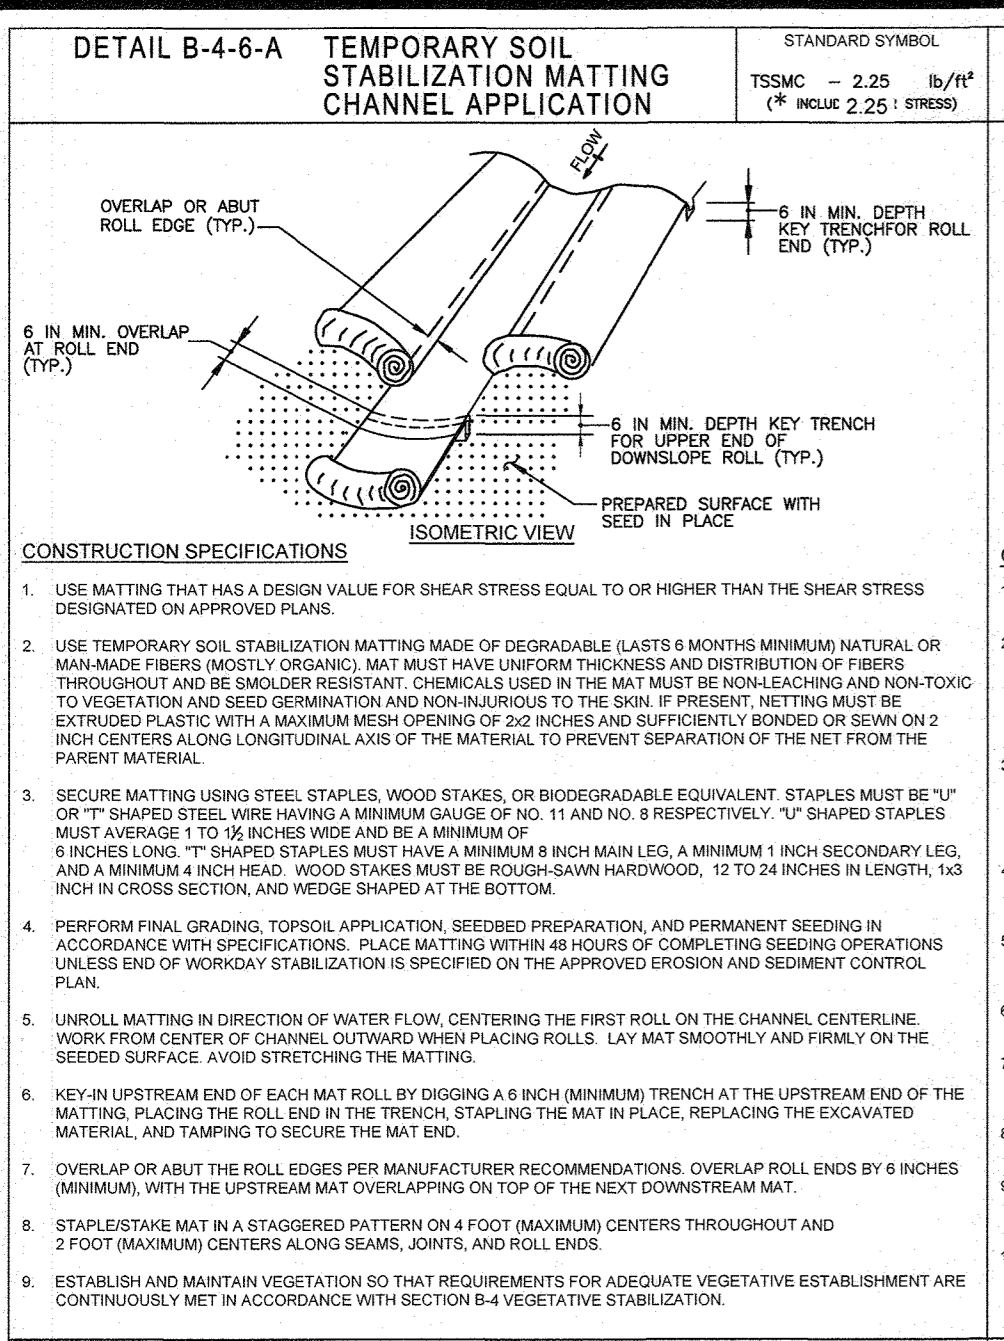 DETAIL B-4-6-A TEMPORARY SOIL
STABILIZATION MATTING
CHANNEL APPLICATION
STANDARD SYMBOL
TSSMC – 2.25 lb/ft²
(* INCLUE 2.25 STRESS)
FLOW
OVERLAP OR ABUT
ROLL EDGE (TYP.)
6 IN MIN. DEPTH
KEY TRENCHFOR ROLL
END (TYP.)
6 IN MIN. OVERLAP
AT ROLL END
(TYP.)
6 IN MIN. DEPTH KEY TRENCH
FOR UPPER END OF
DOWNSLOPE ROLL (TYP.)
PREPARED SURFACE WITH
SEED IN PLACE
ISOMETRIC VIEW
CONSTRUCTION SPECIFICATIONS
1. USE MATTING THAT HAS A DESIGN VALUE FOR SHEAR STRESS EQUAL TO OR HIGHER THAN THE SHEAR STRESS
DESIGNATED ON APPROVED PLANS.
2. USE TEMPORARY SOIL STABILIZATION MATTING MADE OF DEGRADABLE (LASTS 6 MONTHS MINIMUM) NATURAL OR
MAN-MADE FIBERS (MOSTLY ORGANIC). MAT MUST HAVE UNIFORM THICKNESS AND DISTRIBUTION OF FIBERS
THROUGHOUT AND BE SMOLDER RESISTANT. CHEMICALS USED IN THE MAT MUST BE NON-LEACHING AND NON-TOXIC
TO VEGETATION AND SEED GERMINATION AND NON-INJURIOUS TO THE SKIN. IF PRESENT, NETTING MUST BE
EXTRUDED PLASTIC WITH A MAXIMUM MESH OPENING OF 2x2 INCHES AND SUFFICIENTLY BONDED OR SEWN ON 2
INCH CENTERS ALONG LONGITUDINAL AXIS OF THE MATERIAL TO PREVENT SEPARATION OF THE NET FROM THE
PARENT MATERIAL.
3. SECURE MATTING USING STEEL STAPLES, WOOD STAKES, OR BIODEGRADABLE EQUIVALENT. STAPLES MUST BE "U"
OR "T" SHAPED STEEL WIRE HAVING A MINIMUM GAUGE OF NO. 11 AND NO. 8 RESPECTIVELY. "U" SHAPED STAPLES
MUST AVERAGE 1 TO 1½ INCHES WIDE AND BE A MINIMUM OF
6 INCHES LONG. "T" SHAPED STAPLES MUST HAVE A MINIMUM 8 INCH MAIN LEG, A MINIMUM 1 INCH SECONDARY LEG,
AND A MINIMUM 4 INCH HEAD. WOOD STAKES MUST BE ROUGH-SAWN HARDWOOD, 12 TO 24 INCHES IN LENGTH, 1x3
INCH IN CROSS SECTION, AND WEDGE SHAPED AT THE BOTTOM.
4. PERFORM FINAL GRADING, TOPSOIL APPLICATION, SEEDBED PREPARATION, AND PERMANENT SEEDING IN
ACCORDANCE WITH SPECIFICATIONS. PLACE MATTING WITHIN 48 HOURS OF COMPLETING SEEDING OPERATIONS
UNLESS END OF WORKDAY STABILIZATION IS SPECIFIED ON THE APPROVED EROSION AND SEDIMENT CONTROL
PLAN.
5. UNROLL MATTING IN DIRECTION OF WATER FLOW, CENTERING THE FIRST ROLL ON THE CHANNEL CENTERLINE.
WORK FROM CENTER OF CHANNEL OUTWARD WHEN PLACING ROLLS. LAY MAT SMOOTHLY AND FIRMLY ON THE
SEEDED SURFACE. AVOID STRETCHING THE MATTING.
6. KEY-IN UPSTREAM END OF EACH MAT ROLL BY DIGGING A 6 INCH (MINIMUM) TRENCH AT THE UPSTREAM END OF THE
MATTING, PLACING THE ROLL END IN THE TRENCH, STAPLING THE MAT IN PLACE, REPLACING THE EXCAVATED
MATERIAL, AND TAMPING TO SECURE THE MAT END.
7. OVERLAP OR ABUT THE ROLL EDGES PER MANUFACTURER RECOMMENDATIONS. OVERLAP ROLL ENDS BY 6 INCHES
(MINIMUM), WITH THE UPSTREAM MAT OVERLAPPING ON TOP OF THE NEXT DOWNSTREAM MAT.
8. STAPLE/STAKE MAT IN A STAGGERED PATTERN ON 4 FOOT (MAXIMUM) CENTERS THROUGHOUT AND
2 FOOT (MAXIMUM) CENTERS ALONG SEAMS, JOINTS, AND ROLL ENDS.
9. ESTABLISH AND MAINTAIN VEGETATION SO THAT REQUIREMENTS FOR ADEQUATE VEGETATIVE ESTABLISHMENT ARE
CONTINUOUSLY MET IN ACCORDANCE WITH SECTION B-4 VEGETATIVE STABILIZATION.